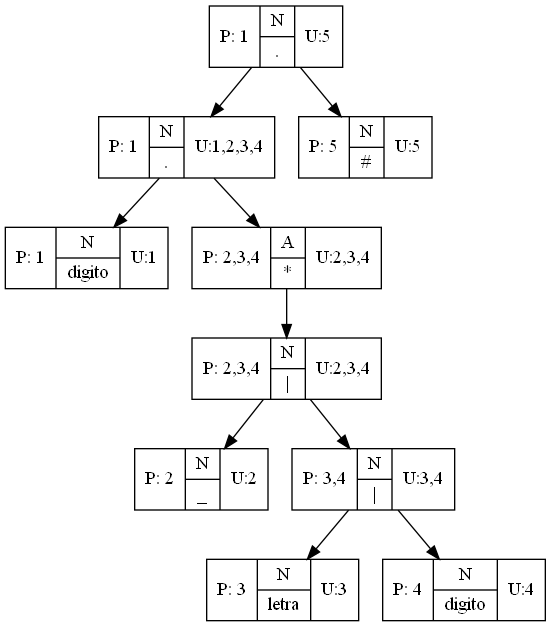 P: 1 N . U:5
P: 1 N . U:1,2,3,4
P: 5 N # U:5
P: 1 N digito U:1
P: 2,3,4 A * U:2,3,4
P: 2,3,4 N | U:2,3,4
P: 2 N _ U:2
P: 3,4 N | U:3,4
P: 3 N letra U:3
P: 4 N digito U:4